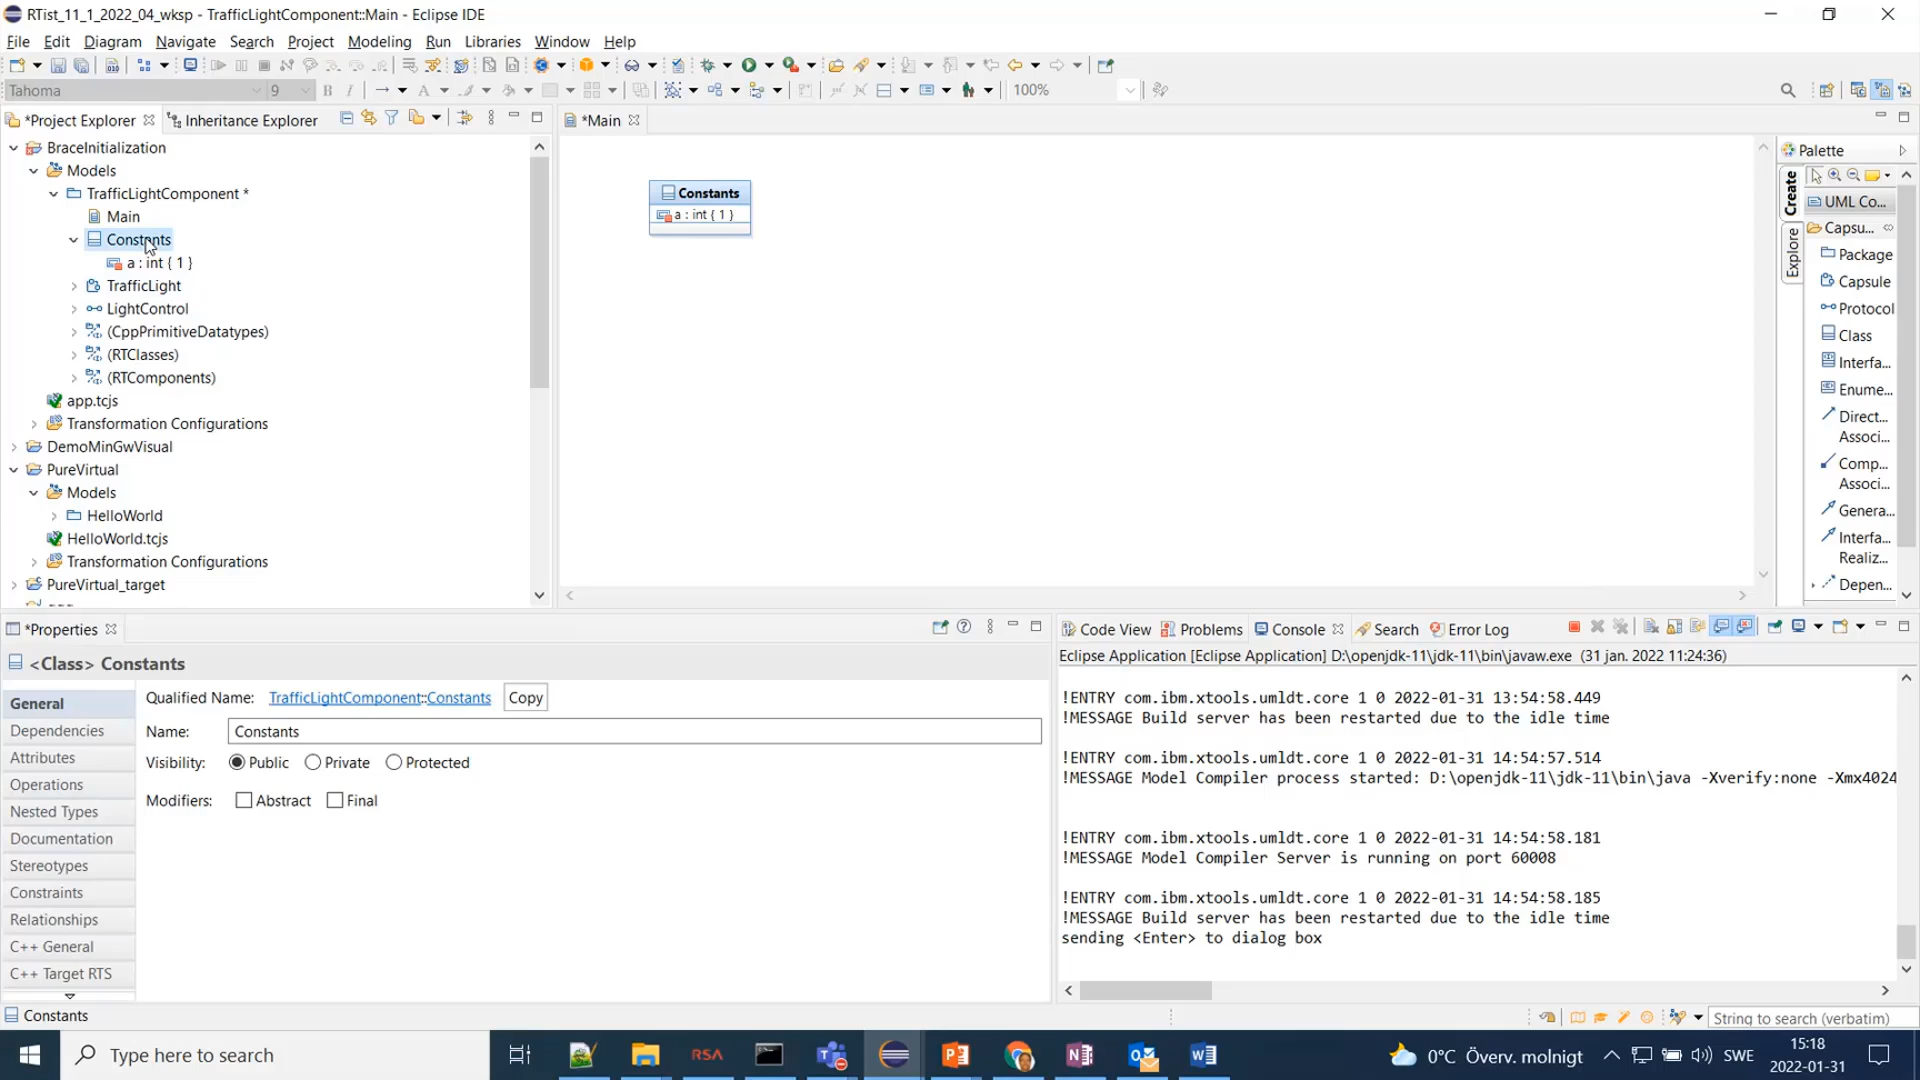 RTist_11_1_2022_04_wksp - TrafficLightComponent::Main - Eclipse IDE
File Edit Diagram Navigate Search Project Modeling Run Libraries Window Help
Tahoma 9 B I A 100%
*Project Explorer Inheritance Explorer
*Main
BraceInitialization
Models
TrafficLightComponent *
Main
Constants
a : int { 1 }
TrafficLight
LightControl
(CppPrimitiveDatatypes)
(RTClasses)
(RTComponents)
app.tcjs
Transformation Configurations
DemoMinGwVisual
PureVirtual
Models
HelloWorld
HelloWorld.tcjs
Transformation Configurations
PureVirtual_target
Constants
a : int { 1 }
Palette
Create
Explore
UML Co...
Capsu...
Package
Capsule
Protocol
Class
Interfa...
Enume...
Direct...
Associ...
Comp...
Associ...
Genera...
Interfa...
Realiz...
Depen...
*Properties
<Class> Constants
General
Dependencies
Attributes
Operations
Nested Types
Documentation
Stereotypes
Constraints
Relationships
C++ General
C++ Target RTS
Qualified Name: TrafficLightComponent::Constants Copy
Name: Constants
Visibility: Public Private Protected
Modifiers: Abstract Final
Code View Problems Console Search Error Log
Eclipse Application [Eclipse Application] D:\openjdk-11\jdk-11\bin\javaw.exe (31 jan. 2022 11:24:36)
!ENTRY com.ibm.xtools.umldt.core 1 0 2022-01-31 13:54:58.449
!MESSAGE Build server has been restarted due to the idle time
!ENTRY com.ibm.xtools.umldt.core 1 0 2022-01-31 14:54:57.514
!MESSAGE Model Compiler process started: D:\openjdk-11\jdk-11\bin\java -Xverify:none -Xmx4024
!ENTRY com.ibm.xtools.umldt.core 1 0 2022-01-31 14:54:58.181
!MESSAGE Model Compiler Server is running on port 60008
!ENTRY com.ibm.xtools.umldt.core 1 0 2022-01-31 14:54:58.185
!MESSAGE Build server has been restarted due to the idle time
sending <Enter> to dialog box
Constants
String to search (verbatim)
Type here to search
RSA
0°C Överv. molnigt
SWE
15:18
2022-01-31